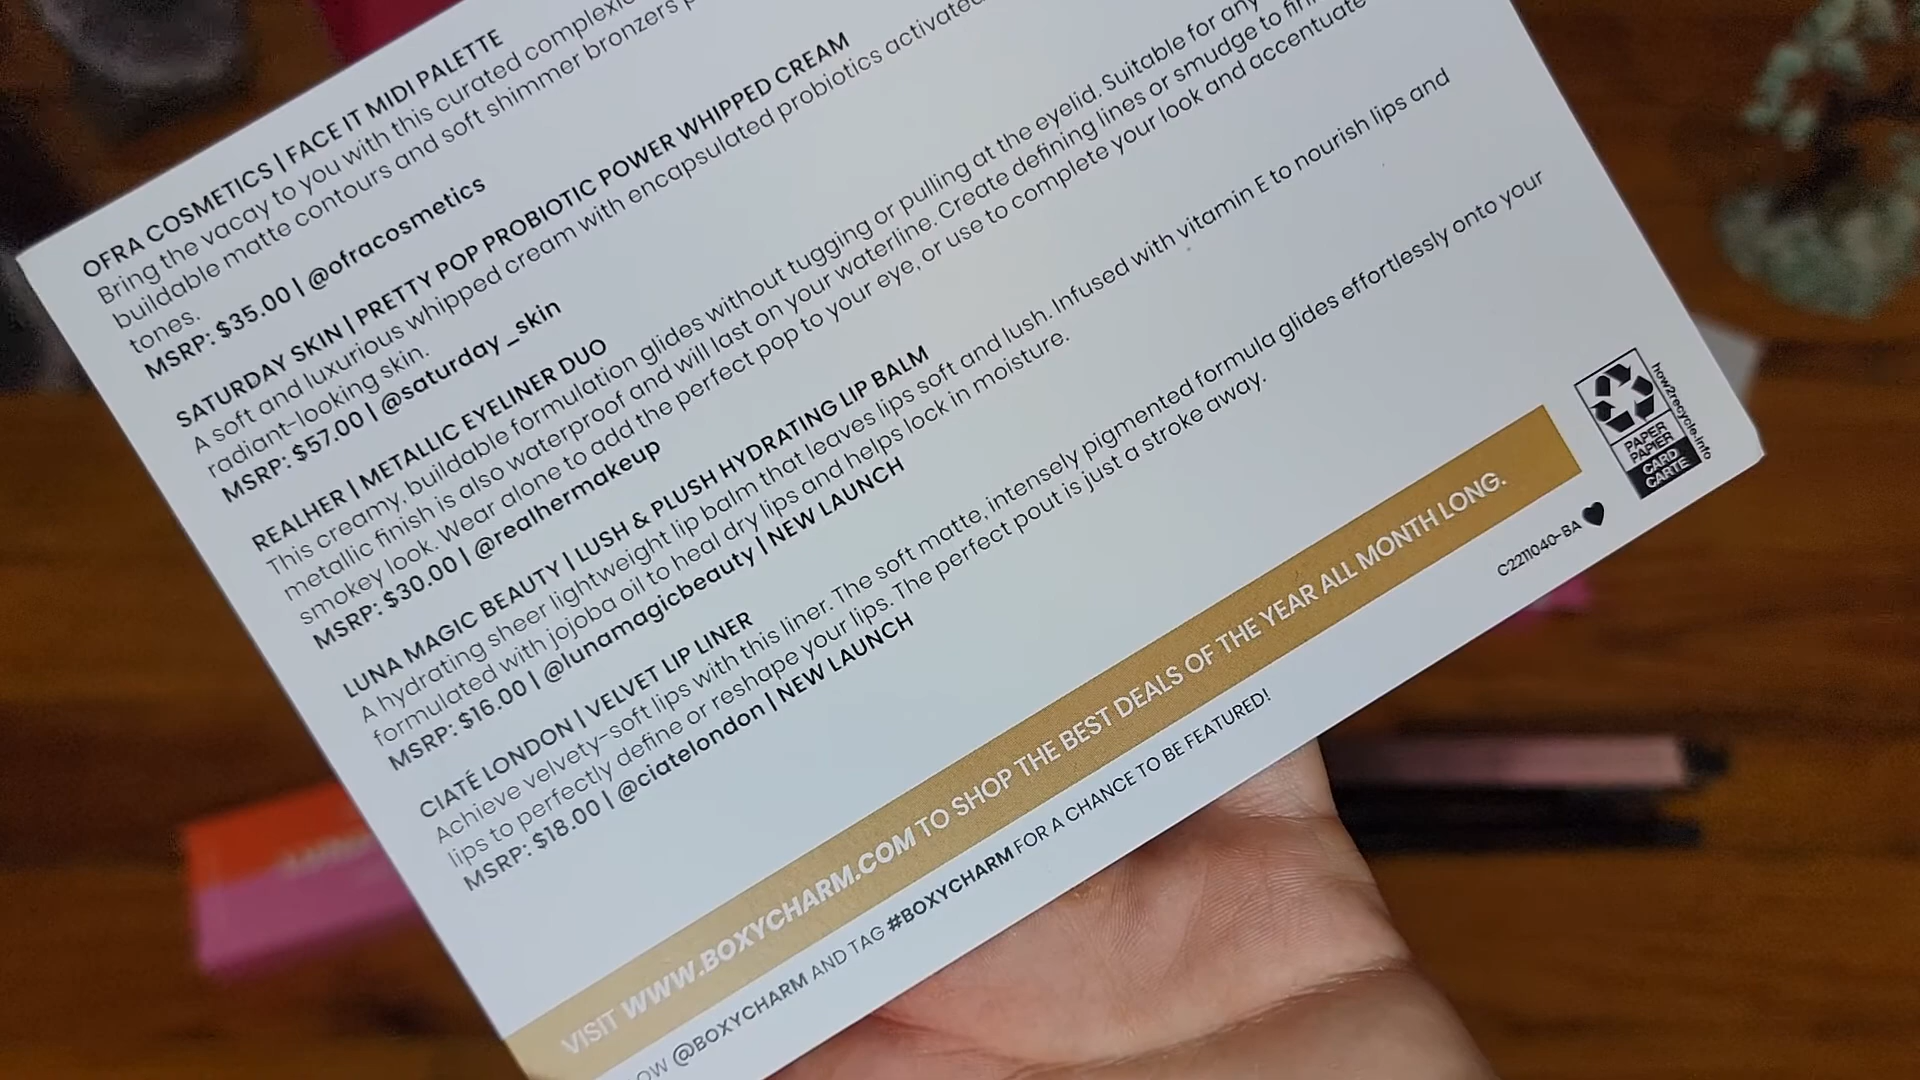 OFRA COSMETICS | FACE IT MIDI PALETTE
Bring the vacay to you with this curated
buildable matte contours and soft shimmer bronzers
tones.
MSRP: $35.00 | @ofracosmetics
SATURDAY SKIN | PRETTY POP PROBIOTIC POWER WHIPPED CREAM
A soft and luxurious whipped cream with encapsulated probiotics activated
radiant-looking skin.
MSRP: $57.00 | @saturday_skin
REALHER | METALLIC EYELINER DUO
This creamy, buildable formulation glides without tugging or pulling at the eyelid. Suitable for any
metallic finish is also waterproof and will last on your waterline. Create defining lines or smudge to
smokey look. Wear alone to add the perfect pop to your eye, or use to complete your look and accentuate
MSRP: $30.00 | @realhermakeup
LUNA MAGIC BEAUTY | LUSH & PLUSH HYDRATING LIP BALM
A hydrating sheer lightweight lip balm that leaves lips soft and lush. Infused with vitamin E to nourish lips and
formulated with jojoba oil to heal dry lips and helps lock in moisture.
MSRP: $16.00 | @lunamagicbeauty | NEW LAUNCH
CIATÉ LONDON | VELVET LIP LINER
Achieve velvety-soft lips with this liner. The soft matte, intensely pigmented formula glides effortlessly onto your
lips to perfectly define or reshape your lips. The perfect pout is just a stroke away.
MSRP: $18.00 | @ciatelondon | NEW LAUNCH
VISIT WWW.BOXYCHARM.COM TO SHOP THE BEST DEALS OF THE YEAR ALL MONTH LONG.
@BOXYCHARM AND TAG #BOXYCHARM FOR A CHANCE TO BE FEATURED!
C2211040-BA
PAPER
PAPIER
CARD
CARTE
how2recycle.info